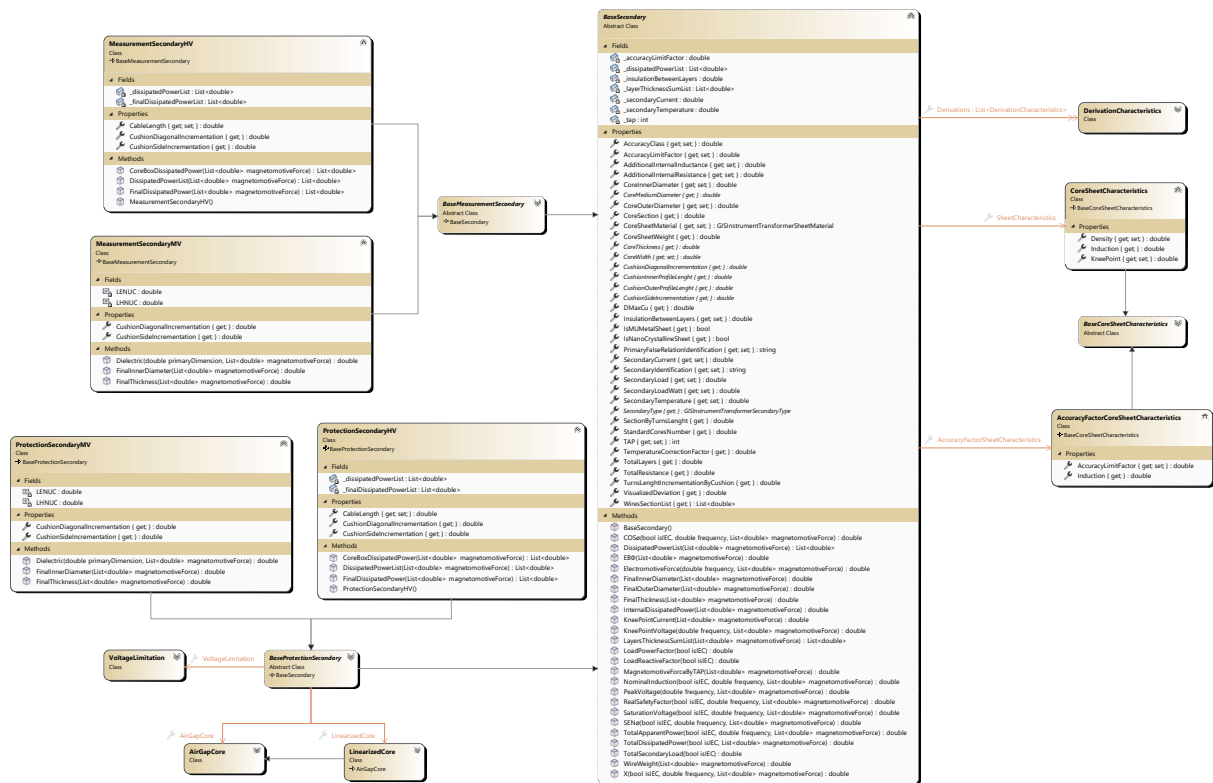 MeasurementSecondaryHV
Class
BaseMeasurementSecondary
Fields
_dissipatedPowerList : List<double>
_finalDissipatedPowerList : List<double>
Properties
CableLength { get; set; } : double
CushionDiagonalIncrementation { get; } : double
CushionSideIncrementation { get; } : double
Methods
CoreBoxDissipatedPower(List<double> magnetomotiveForce) : List<double>
DissipatedPowerList(List<double> magnetomotiveForce) : List<double>
FinalDissipatedPower(List<double> magnetomotiveForce) : List<double>
MeasurementSecondaryHV()
MeasurementSecondaryMV
Class
BaseMeasurementSecondary
Fields
LENUC : double
LHNUC : double
Properties
CushionDiagonalIncrementation { get; } : double
CushionSideIncrementation { get; } : double
Methods
Dielectric(double primaryDimension, List<double> magnetomotiveForce) : double
FinalInnerDiameter(List<double> magnetomotiveForce) : double
FinalThickness(List<double> magnetomotiveForce) : double
BaseMeasurementSecondary
Abstract Class
BaseSecondary
ProtectionSecondaryMV
Class
BaseProtectionSecondary
Fields
LENUC : double
LHNUC : double
Properties
CushionDiagonalIncrementation { get; } : double
CushionSideIncrementation { get; } : double
Methods
Dielectric(double primaryDimension, List<double> magnetomotiveForce) : double
FinalInnerDiameter(List<double> magnetomotiveForce) : double
FinalThickness(List<double> magnetomotiveForce) : double
ProtectionSecondaryHV
Class
BaseProtectionSecondary
Fields
_dissipatedPowerList : List<double>
_finalDissipatedPowerList : List<double>
Properties
CableLength { get; set; } : double
CushionDiagonalIncrementation { get; } : double
CushionSideIncrementation { get; } : double
Methods
CoreBoxDissipatedPower(List<double> magnetomotiveForce) : List<double>
DissipatedPowerList(List<double> magnetomotiveForce) : List<double>
FinalDissipatedPower(List<double> magnetomotiveForce) : List<double>
ProtectionSecondaryHV()
VoltageLimitation
Class
VoltageLimitation
BaseProtectionSecondary
Abstract Class
BaseSecondary
AirGapCore
LinearizedCore
AirGapCore
Class
LinearizedCore
Class
AirGapCore
BaseSecondary
Abstract Class
Fields
_accuracyLimitFactor : double
_dissipatedPowerList : List<double>
_insulationBetweenLayers : double
_layerThicknessSumList : List<double>
_secondaryCurrent : double
_secondaryTemperature : double
_tap : int
Properties
AccuracyClass { get; set; } : double
AccuracyLimitFactor { get; set; } : double
AdditionalInternalInductance { get; set; } : double
AdditionalInternalResistance { get; set; } : double
CoreInnerDiameter { get; set; } : double
CoreMediumDiameter { get; } : double
CoreOuterDiameter { get; set; } : double
CoreSection { get; } : double
CoreSheetMaterial { get; set; } : GISInstrumentTransformerSheetMaterial
CoreSheetWeight { get; } : double
CoreThickness { get; } : double
CoreWidth { get; set; } : double
CushionDiagonalIncrementation { get; } : double
CushionInnerProfileLenght { get; } : double
CushionOuterProfileLenght { get; } : double
CushionSideIncrementation { get; } : double
DMaxCu { get; } : double
InsulationBetweenLayers { get; set; } : double
IsMUMetalSheet { get; } : bool
IsNanoCrystallineSheet { get; } : bool
PrimaryFalseRelationIdentification { get; set; } : string
SecondaryCurrent { get; set; } : double
SecondaryIdentification { get; set; } : string
SecondaryLoad { get; set; } : double
SecondaryLoadWatt { get; set; } : double
SecondaryTemperature { get; set; } : double
SecondaryType { get; } : GISInstrumentTransformerSecondaryType
SectionByTurnsLenght { get; } : double
StandardCoresNumber { get; set; } : double
TAP { get; set; } : int
TemperatureCorrectionFactor { get; } : double
TotalLayers { get; } : double
TotalResistance { get; } : double
TurnsLenghtIncrementationByCushion { get; } : double
VisualizedDeviation { get; } : double
WiresSectionList { get; } : List<double>
Methods
BaseSecondary()
COSø(bool isIEC, double frequency, List<double> magnetomotiveForce) : double
DissipatedPowerList(List<double> magnetomotiveForce) : List<double>
EBΦ(List<double> magnetomotiveForce) : double
ElectromotiveForce(double frequency, List<double> magnetomotiveForce) : double
FinalInnerDiameter(List<double> magnetomotiveForce) : double
FinalOuterDiameter(List<double> magnetomotiveForce) : double
FinalThickness(List<double> magnetomotiveForce) : double
InternalDissipatedPower(List<double> magnetomotiveForce) : double
KneePointCurrent(List<double> magnetomotiveForce) : double
KneePointVoltage(double frequency, List<double> magnetomotiveForce) : double
LayersThicknessSumList(List<double> magnetomotiveForce) : List<double>
LoadPowerFactor(bool isIEC) : double
LoadReactiveFactor(bool isIEC) : double
MagnetomotiveForceByTAP(List<double> magnetomotiveForce) : double
NominalInduction(bool isIEC, double frequency, List<double> magnetomotiveForce) : double
PeakVoltage(double frequency, List<double> magnetomotiveForce) : double
RealSafetyFactor(bool isIEC, List<double> magnetomotiveForce) : double
SaturationVoltage(bool isIEC, List<double> magnetomotiveForce) : double
SENø(bool isIEC, double frequency, List<double> magnetomotiveForce) : double
TotalApparentPower(bool isIEC, List<double> magnetomotiveForce) : double
TotalDissipatedPower(bool isIEC, List<double> magnetomotiveForce) : double
TotalSecondaryLoad(bool isIEC) : double
WireWeight(List<double> magnetomotiveForce) : double
X(bool isIEC, double frequency, List<double> magnetomotiveForce) : double
Derivations : List<DerivationCharacteristics>
DerivationCharacteristics
Class
SheetCharacteristics
CoreSheetCharacteristics
Class
BaseCoreSheetCharacteristics
Properties
Density { get; set; } : double
Induction { get; } : double
KneePoint { get; set; } : double
BaseCoreSheetCharacteristics
Abstract Class
AccuracyFactorSheetCharacteristics
AccuracyFactorCoreSheetCharacteristics
Class
BaseCoreSheetCharacteristics
Properties
AccuracyLimitFactor { get; set; } : double
Induction { get; } : double